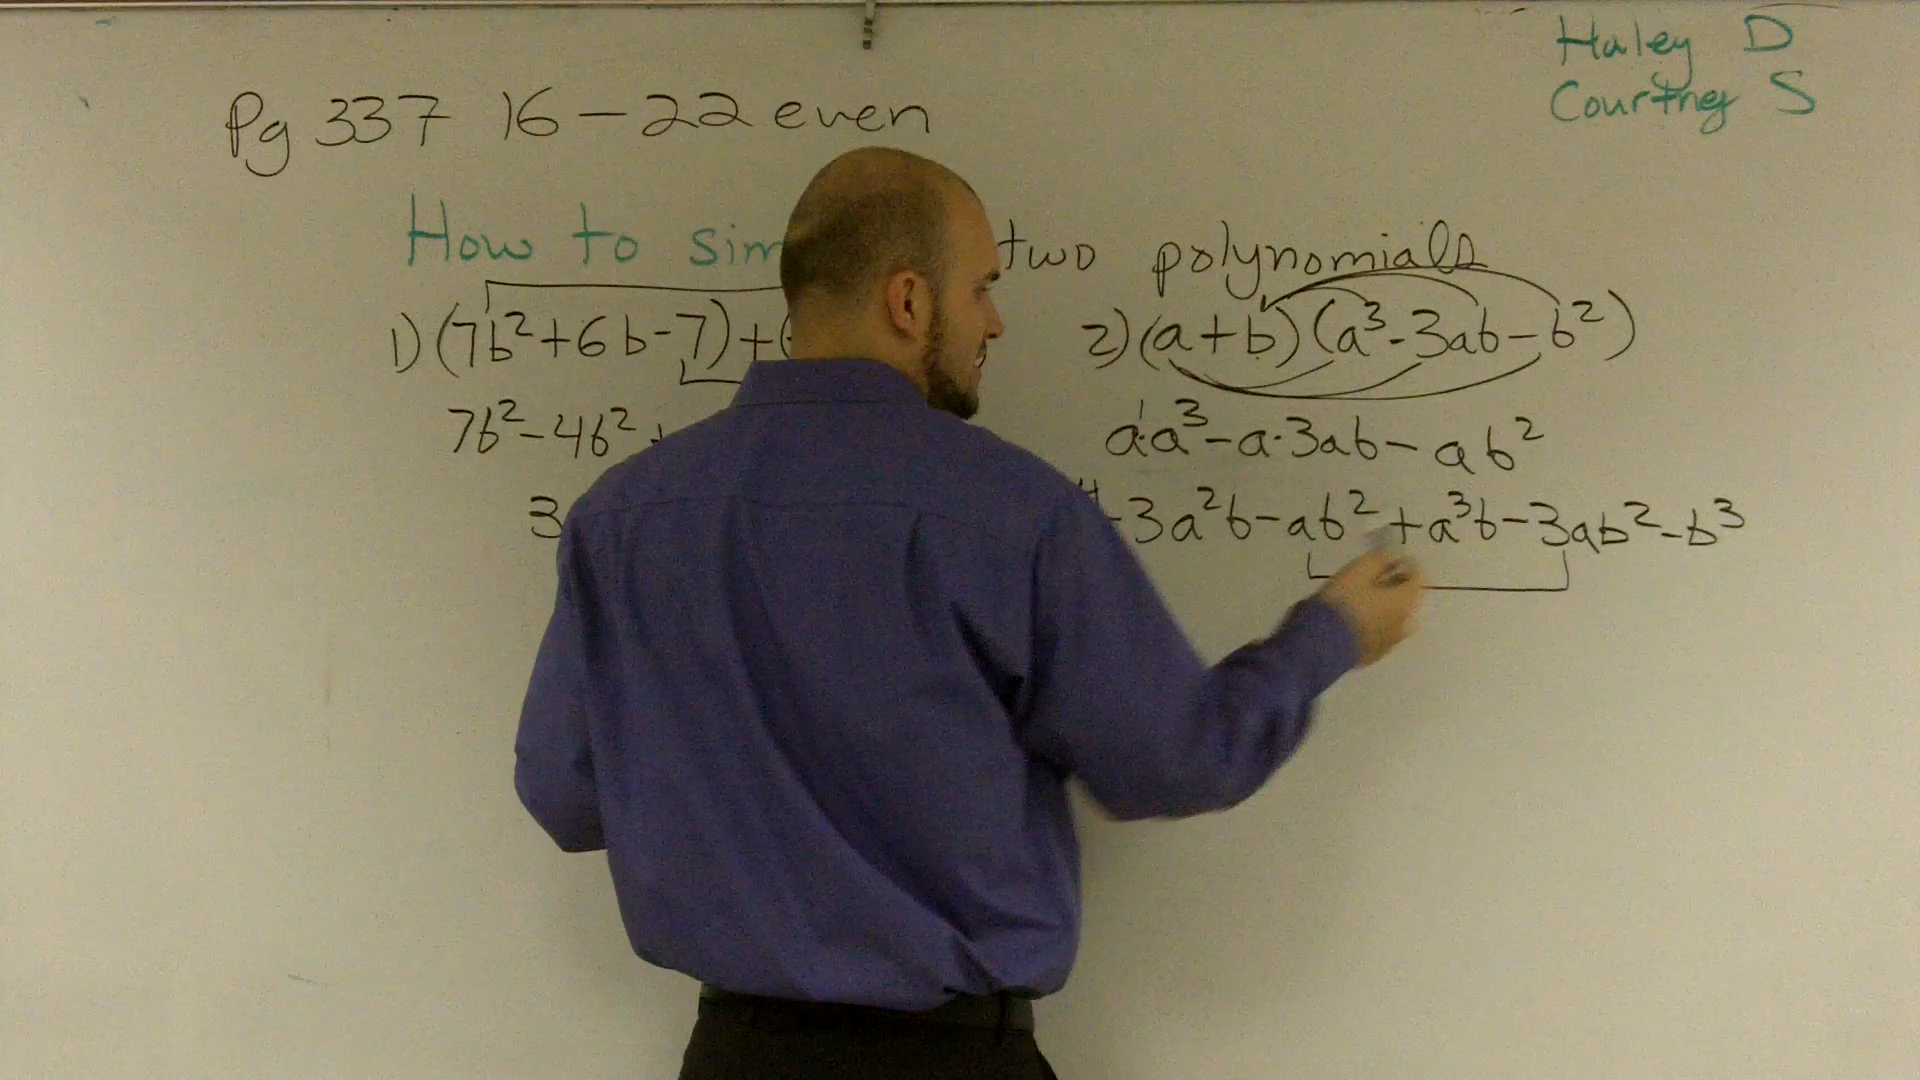 Haley D
Courtney S
Pg 337 16-22 even
How to sim two polynomials
1) (7b²+6b-7)+(
2) (a+b)(a³-3ab-b²)
7b²-4b²+
a·a³-a·3ab-ab²
3
4-3a²b-ab²+a³b-3ab²-b³